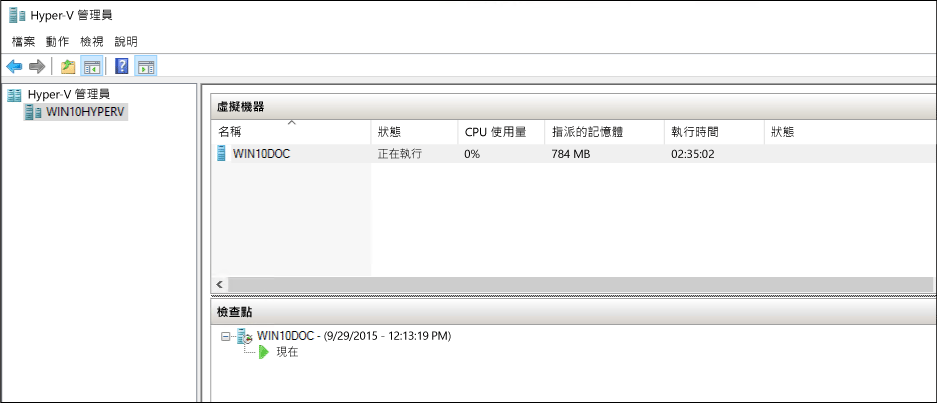 Hyper-V 管理員
檔案 動作 檢視 說明
Hyper-V 管理員
WIN10HYPERV
虛擬機器
名稱 狀態 CPU 使用量 指派的記憶體 執行時間 狀態
WIN10DOC 正在執行 0% 784 MB 02:35:02
檢查點
WIN10DOC - (9/29/2015 - 12:13:19 PM)
現在